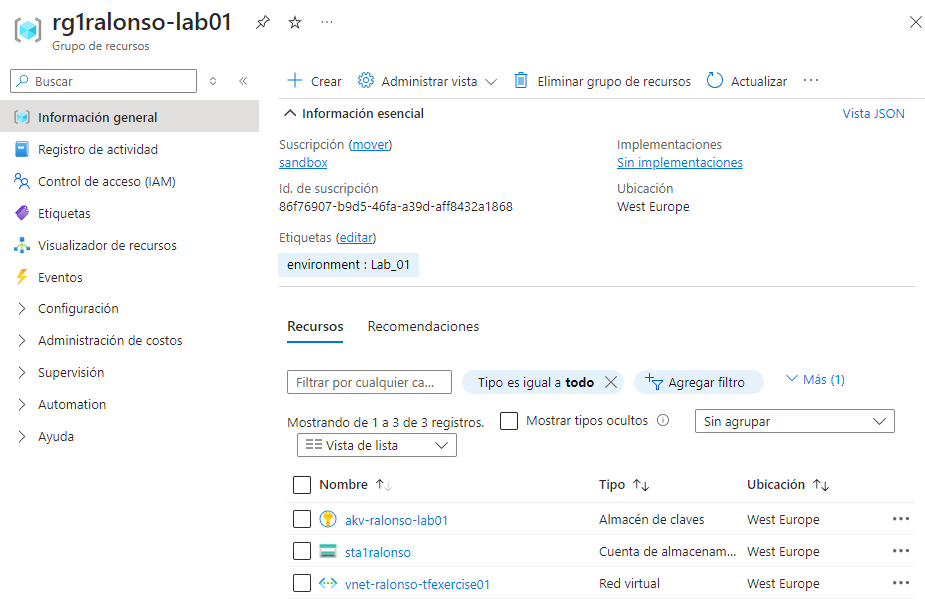 rg1ralonso-lab01
Grupo de recursos
Buscar
Información general
Registro de actividad
Control de acceso (IAM)
Etiquetas
Visualizador de recursos
Eventos
Configuración
Administración de costos
Supervisión
Automation
Ayuda
Crear Administrar vista Eliminar grupo de recursos Actualizar
Información esencial Vista JSON
Suscripción (mover)
sandbox
Id. de suscripción
86f76907-b9d5-46fa-a39d-aff8432a1868
Implementaciones
Sin implementaciones
Ubicación
West Europe
Etiquetas (editar)
environment : Lab_01
Recursos Recomendaciones
Filtrar por cualquier ca... Tipo es igual a todo Agregar filtro Más (1)
Mostrando de 1 a 3 de 3 registros. Mostrar tipos ocultos Sin agrupar
Vista de lista
Nombre Tipo Ubicación
akv-ralonso-lab01 Almacén de claves West Europe
sta1ralonso Cuenta de almacenam... West Europe
vnet-ralonso-tfexercise01 Red virtual West Europe